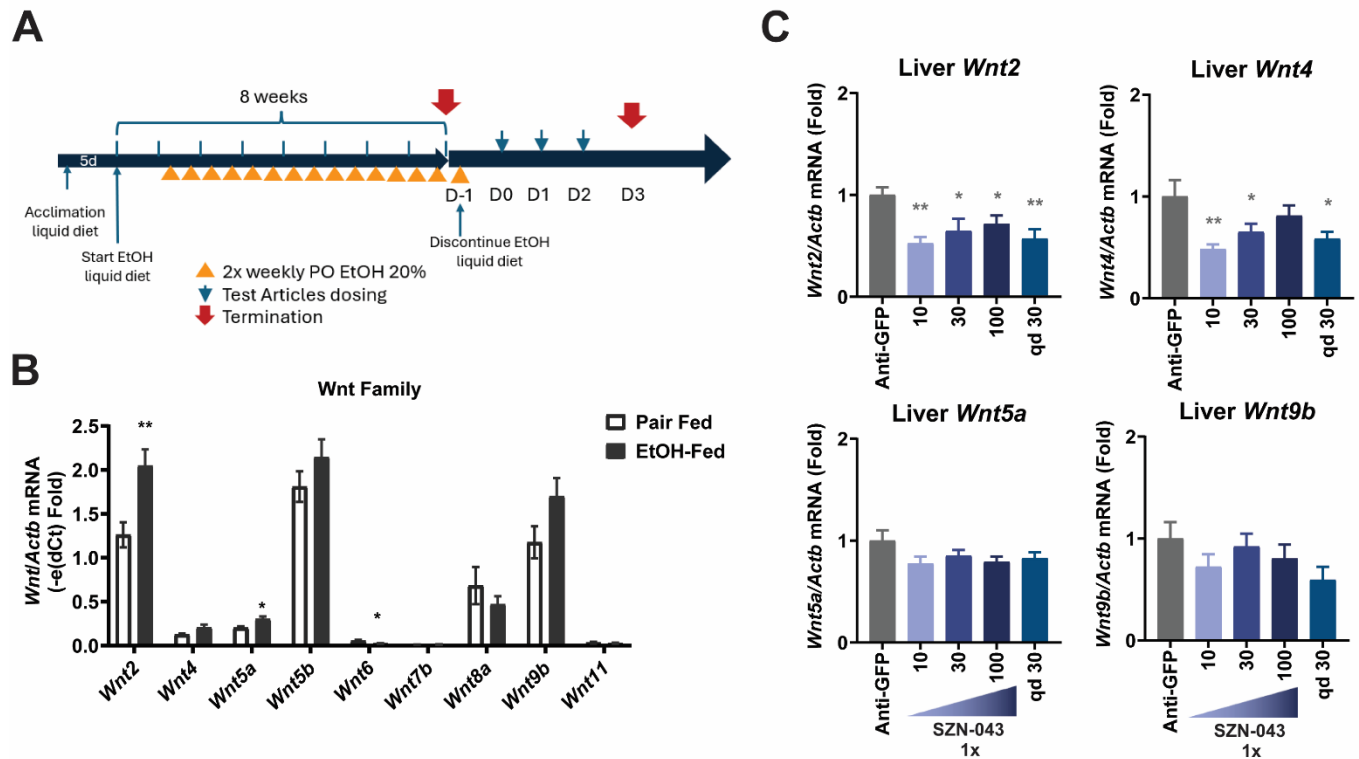 A
8 weeks
5d
D-1
D0
D1
D2
D3
Acclimation
liquid diet
Start EtOH
liquid diet
Discontinue EtOH
liquid diet
2x weekly PO EtOH 20%
Test Articles dosing
Termination
B
Wnt Family
Wnt/Actb mRNA
(-e(dCt) Fold)
2.5
2.0
1.5
1.0
0.5
0.0
**
*
*
Pair Fed
EtOH-Fed
Wnt2
Wnt4
Wnt5a
Wnt5b
Wnt6
Wnt7b
Wnt8a
Wnt9b
Wnt11
C
Liver Wnt2
Wnt2/Actb mRNA (Fold)
2
1
0
** * * **
Anti-GFP
10
30
100
qd 30
Liver Wnt4
Wnt4/Actb mRNA (Fold)
2
1
0
** * *
Anti-GFP
10
30
100
qd 30
Liver Wnt5a
Wnt5a/Actb mRNA (Fold)
2
1
0
Anti-GFP
10
30
100
qd 30
SZN-043
1x
Liver Wnt9b
Wnt9b/Actb mRNA (Fold)
2
1
0
Anti-GFP
10
30
100
qd 30
SZN-043
1x